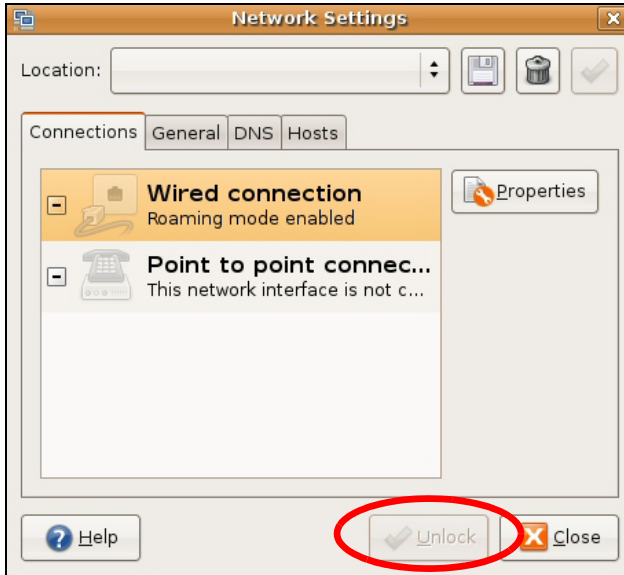 Network Settings
Location:
Connections General DNS Hosts
Wired connection
Roaming mode enabled
Properties
Point to point connec...
This network interface is not c...
Help Unlock Close